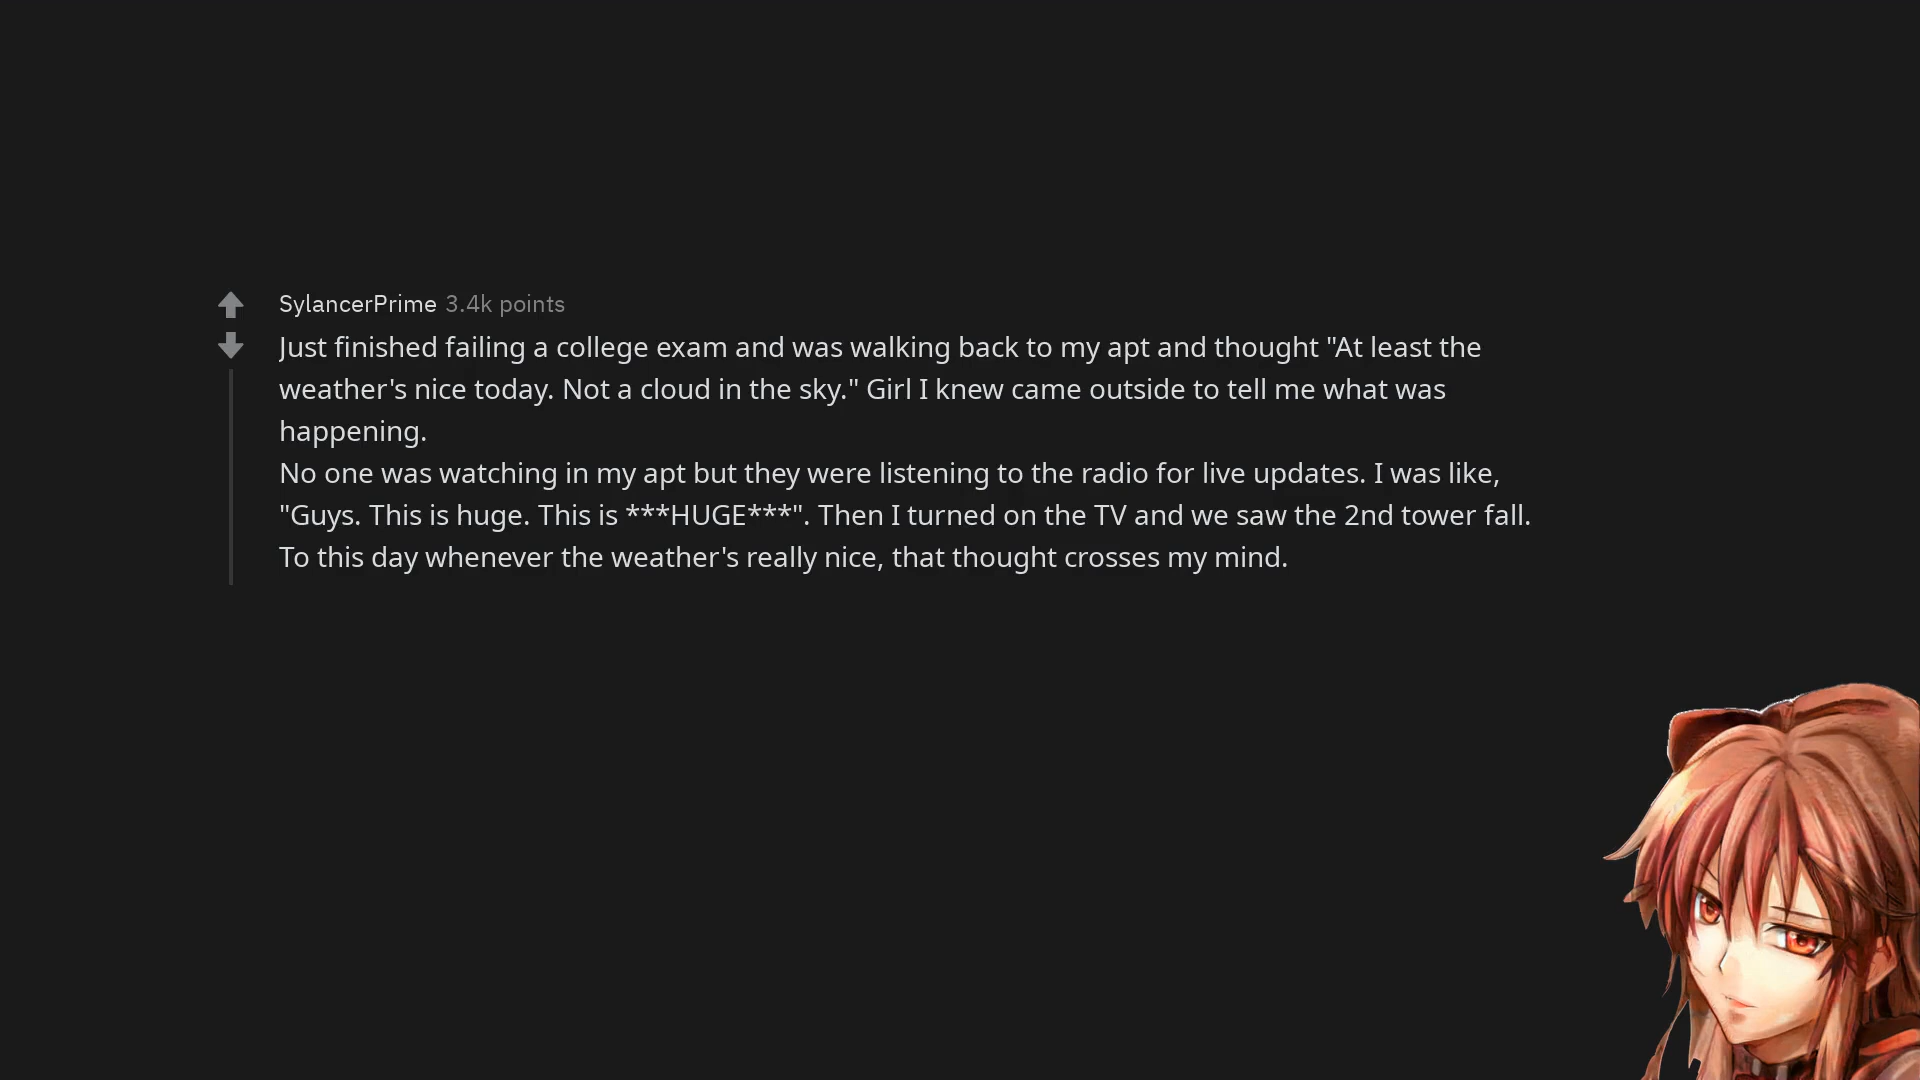 SylancerPrime 3.4k points
Just finished failing a college exam and was walking back to my apt and thought "At least the
weather's nice today. Not a cloud in the sky." Girl I knew came outside to tell me what was
happening.
No one was watching in my apt but they were listening to the radio for live updates. I was like,
"Guys. This is huge. This is ***HUGE***". Then I turned on the TV and we saw the 2nd tower fall.
To this day whenever the weather's really nice, that thought crosses my mind.